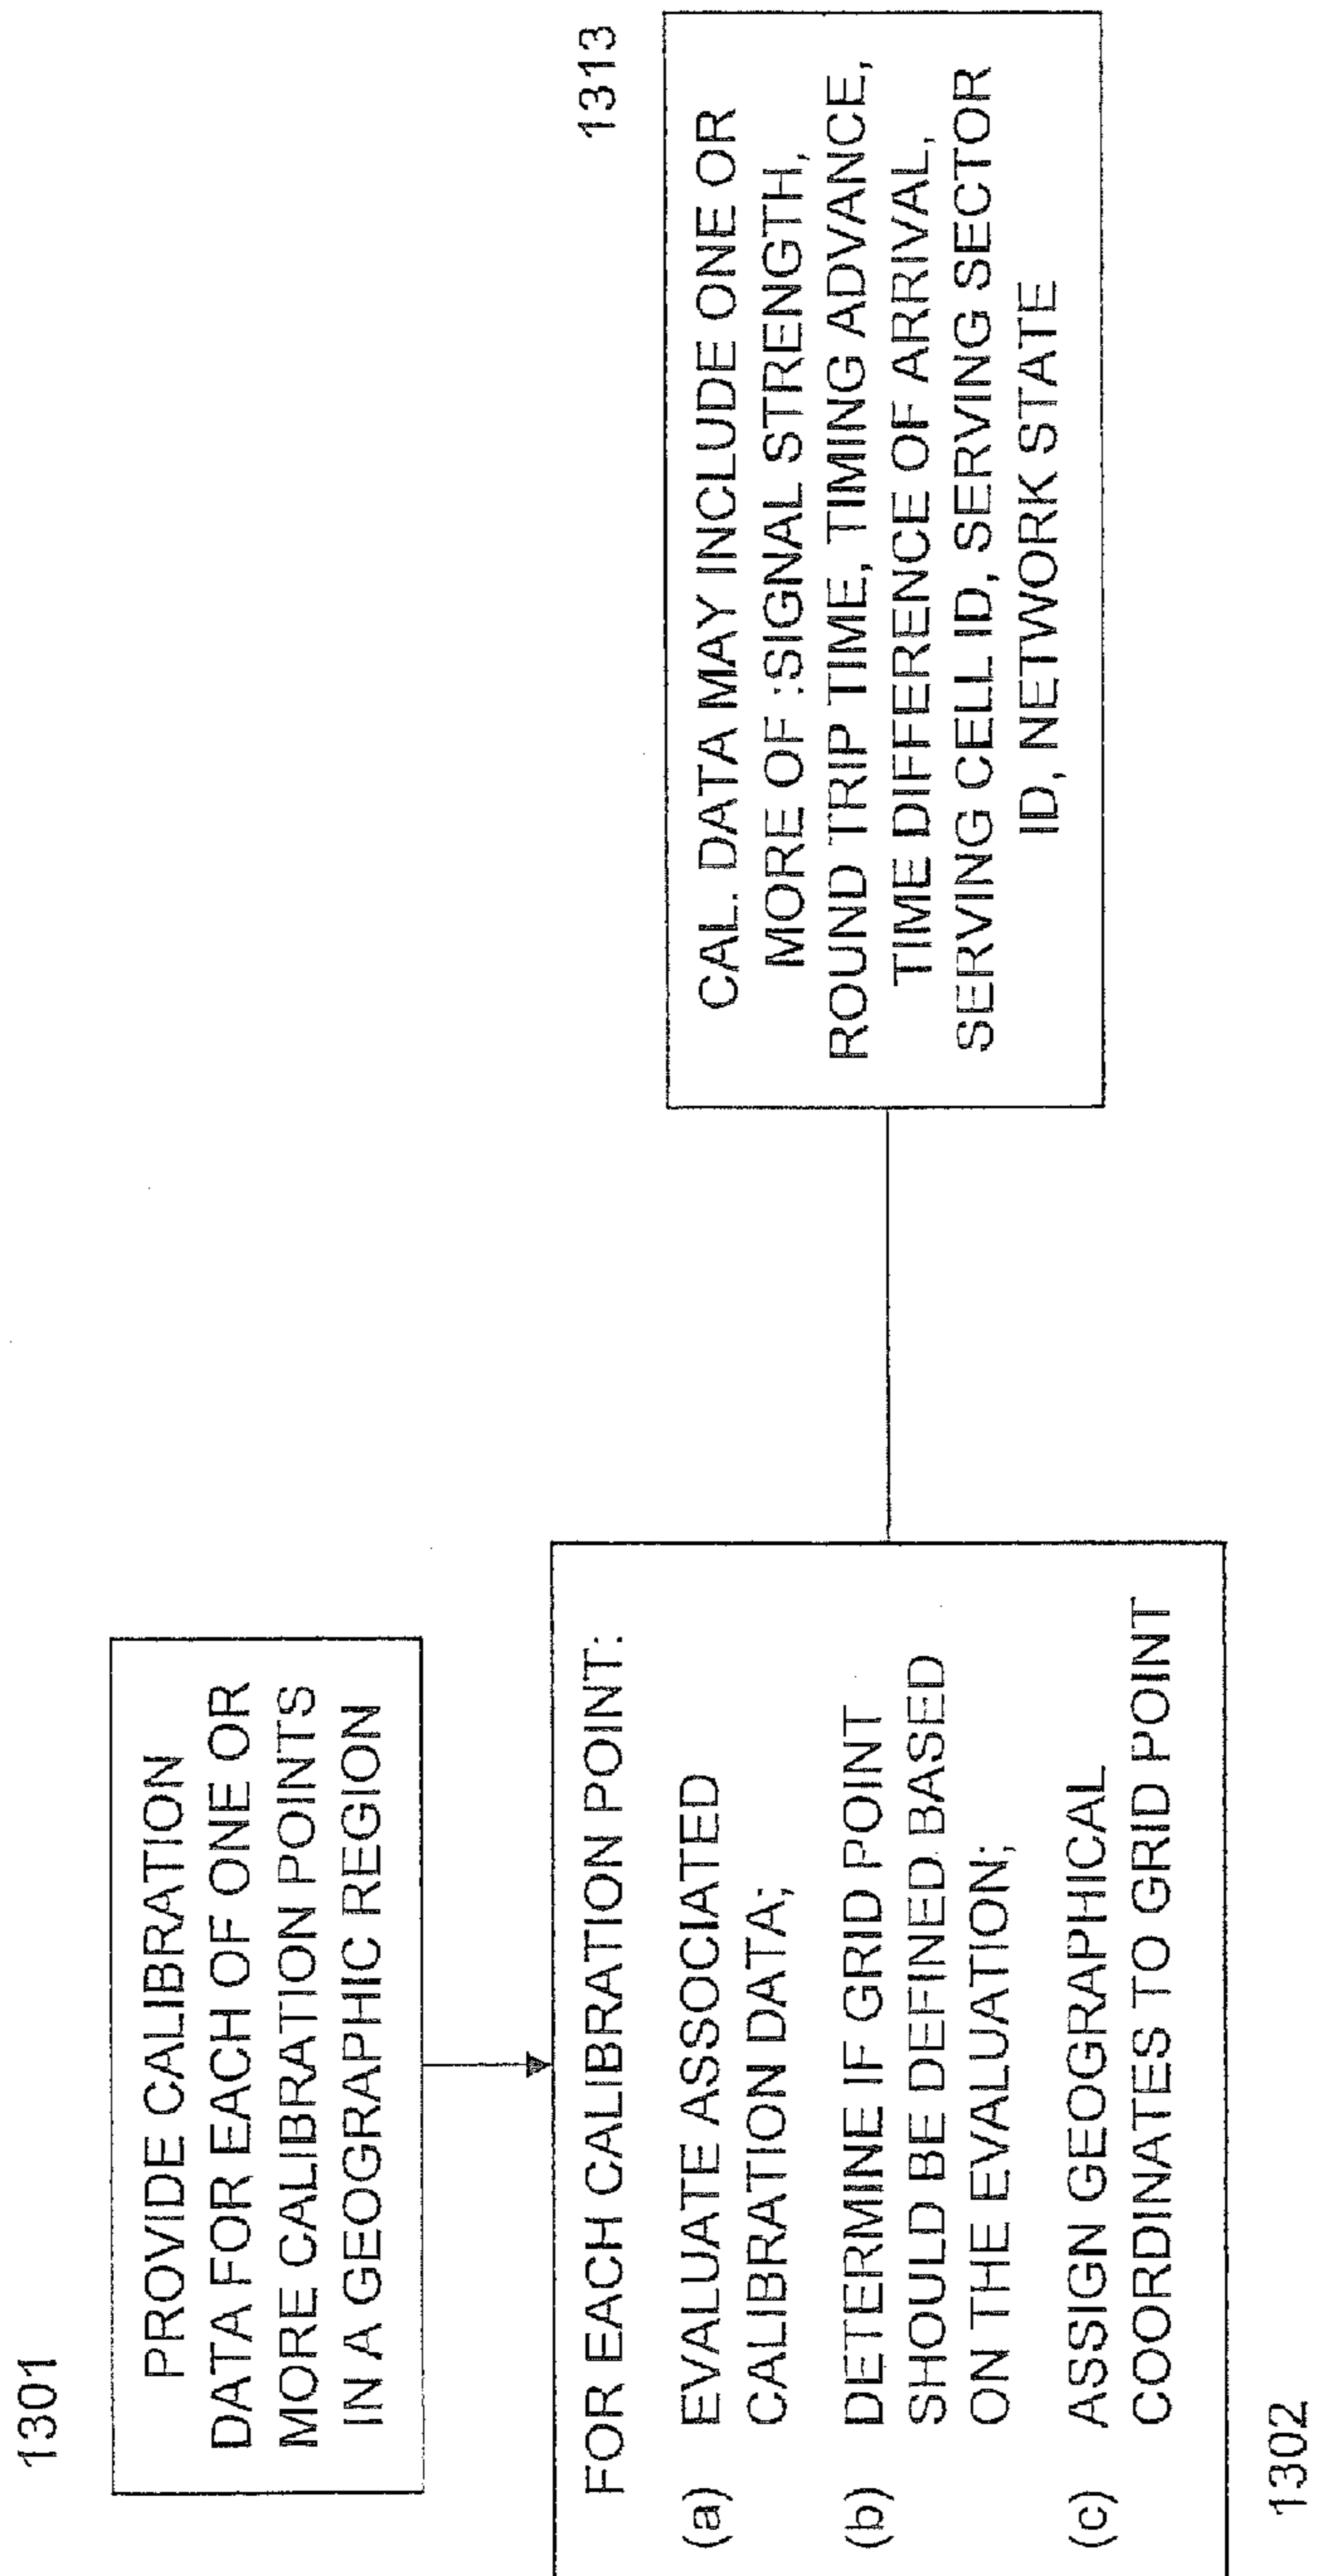 1301
PROVIDE CALIBRATION
DATA FOR EACH OF ONE OR
MORE CALIBRATION POINTS
IN A GEOGRAPHIC REGION
FOR EACH CALIBRATION POINT:
(a) EVALUATE ASSOCIATED
CALIBRATION DATA;
(b) DETERMINE IF GRID POINT
SHOULD BE DEFINED BASED
ON THE EVALUATION;
(c) ASSIGN GEOGRAPHICAL
COORDINATES TO GRID POINT
1302
1313
CAL. DATA MAY INCLUDE ONE OR
MORE OF :SIGNAL STRENGTH,
ROUND TRIP TIME, TIMING ADVANCE,
TIME DIFFERENCE OF ARRIVAL,
SERVING CELL ID, SERVING SECTOR
ID, NETWORK STATE